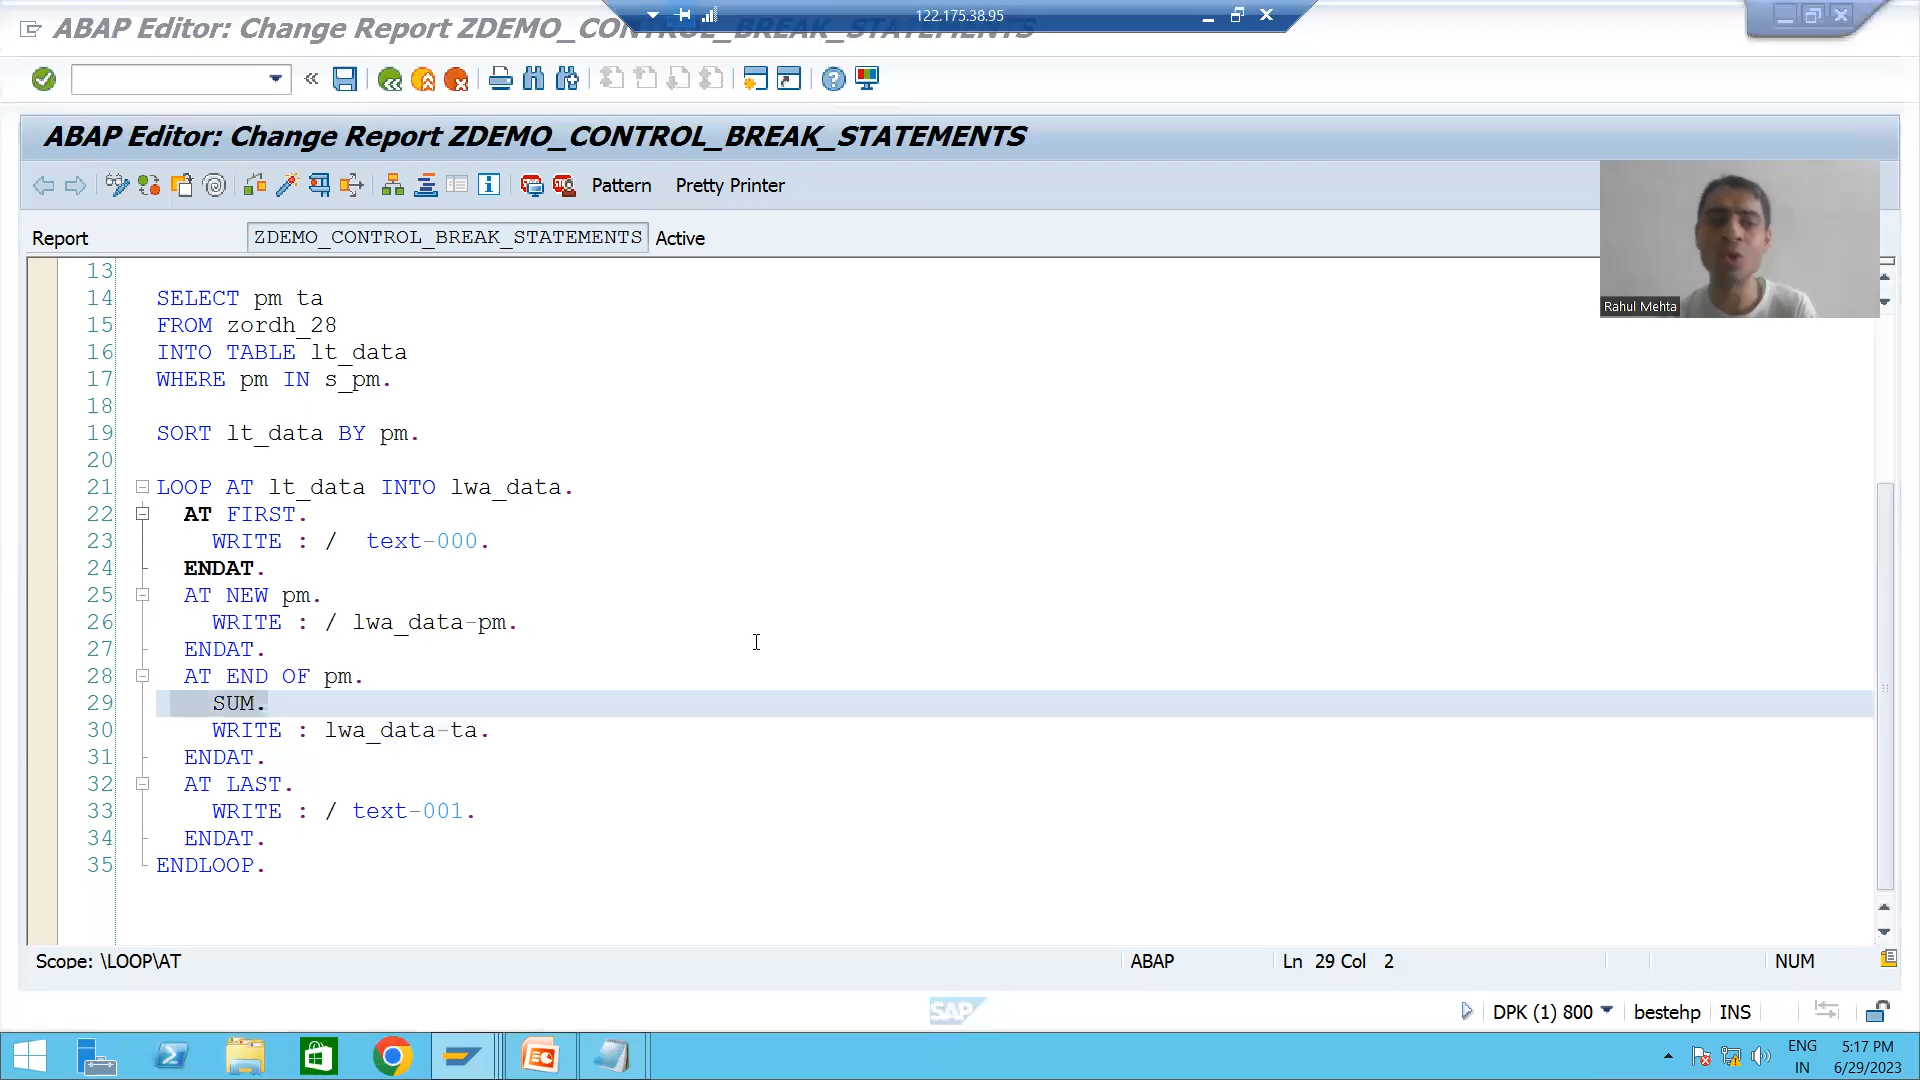 ABAP Editor: Change Report ZDEMO_CONTROL_BREAK_STATEMENTS
122.175.38.95
ABAP Editor: Change Report ZDEMO_CONTROL_BREAK_STATEMENTS
Pattern Pretty Printer
Report ZDEMO_CONTROL_BREAK_STATEMENTS Active
Rahul Mehta
13
14 SELECT pm ta
15 FROM zordh_28
16 INTO TABLE lt_data
17 WHERE pm IN s_pm.
18
19 SORT lt_data BY pm.
20
21 LOOP AT lt_data INTO lwa_data.
22 AT FIRST.
23 WRITE : / text-000.
24 ENDAT.
25 AT NEW pm.
26 WRITE : / lwa_data-pm.
27 ENDAT.
28 AT END OF pm.
29 SUM.
30 WRITE : lwa_data-ta.
31 ENDAT.
32 AT LAST.
33 WRITE : / text-001.
34 ENDAT.
35 ENDLOOP.
Scope: \LOOP\AT ABAP Ln 29 Col 2 NUM
SAP DPK (1) 800 bestehp INS
ENG 5:17 PM
IN 6/29/2023